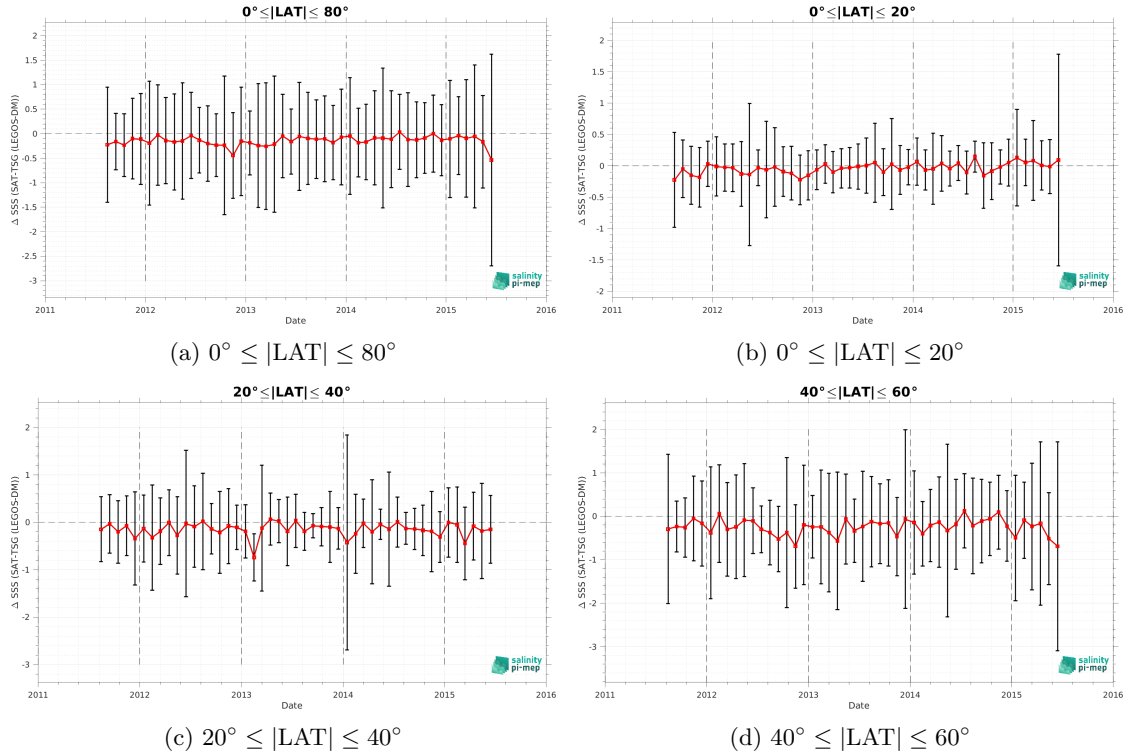 0°≤|LAT|≤ 80°
Δ SSS (SAT-TSG (LEGOS-DM))
2
1.5
1
0.5
0
-0.5
-1
-1.5
-2
-2.5
-3
2011
2012
2013
2014
2015
2016
Date
salinity
pi-mep
(a) 0° ≤ |LAT| ≤ 80°
0°≤|LAT|≤ 20°
Δ SSS (SAT-TSG (LEGOS-DM))
2
1.5
1
0.5
0
-0.5
-1
-1.5
-2
2011
2012
2013
2014
2015
2016
Date
salinity
pi-mep
(b) 0° ≤ |LAT| ≤ 20°
20°≤|LAT|≤ 40°
Δ SSS (SAT-TSG (LEGOS-DM))
2
1
0
-1
-2
-3
2011
2012
2013
2014
2015
2016
Date
salinity
pi-mep
(c) 20° ≤ |LAT| ≤ 40°
40°≤|LAT|≤ 60°
Δ SSS (SAT-TSG (LEGOS-DM))
2
1
0
-1
-2
-3
2011
2012
2013
2014
2015
2016
Date
salinity
pi-mep
(d) 40° ≤ |LAT| ≤ 60°